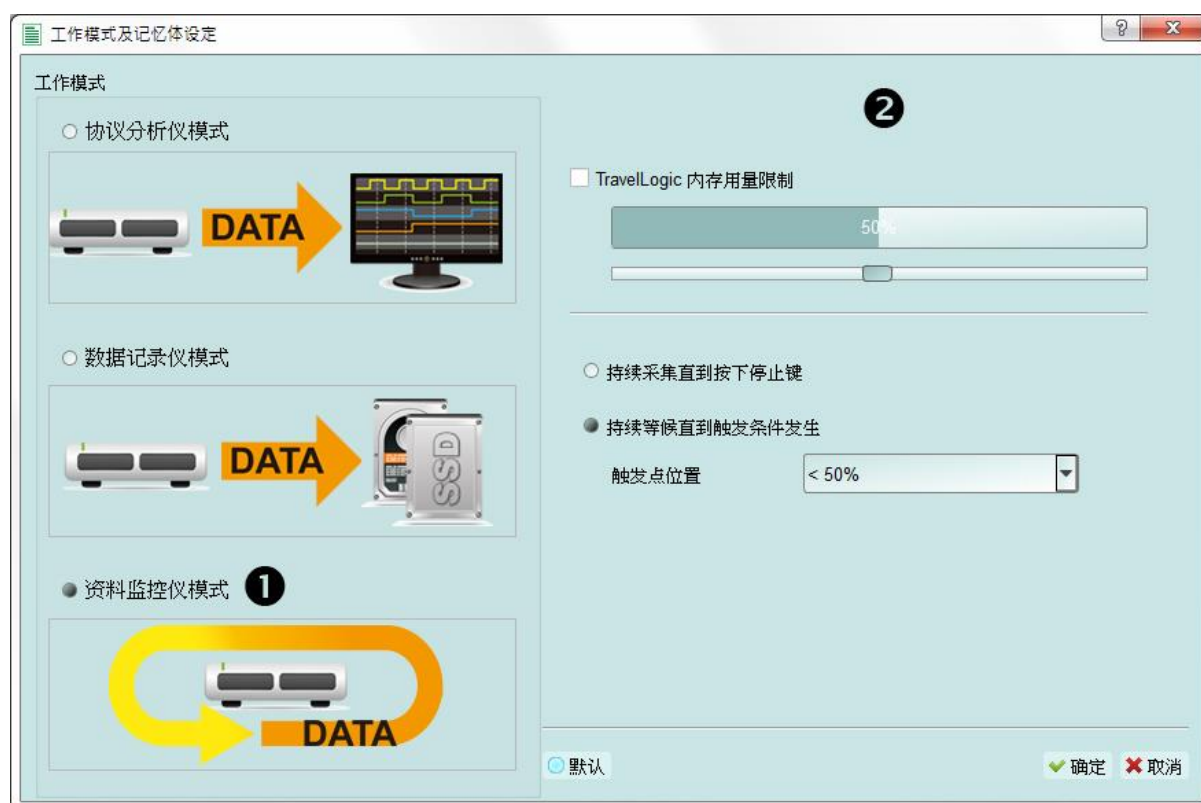 工作模式及记忆体设定
工作模式
协议分析仪模式
DATA
数据记录仪模式
DATA
SSD
资料监控仪模式 ❶
DATA
❷
TravelLogic 内存用量限制
50%
持续采集直到按下停止键
持续等候直到触发条件发生
触发点位置 < 50%
默认 确定 取消